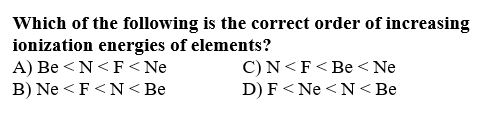 Which of the following is the correct order of increasing
ionization energies of elements?
A) Be < N < F < Ne C) N < F < Be < Ne
B) Ne < F < N < Be D) F < Ne < N < Be